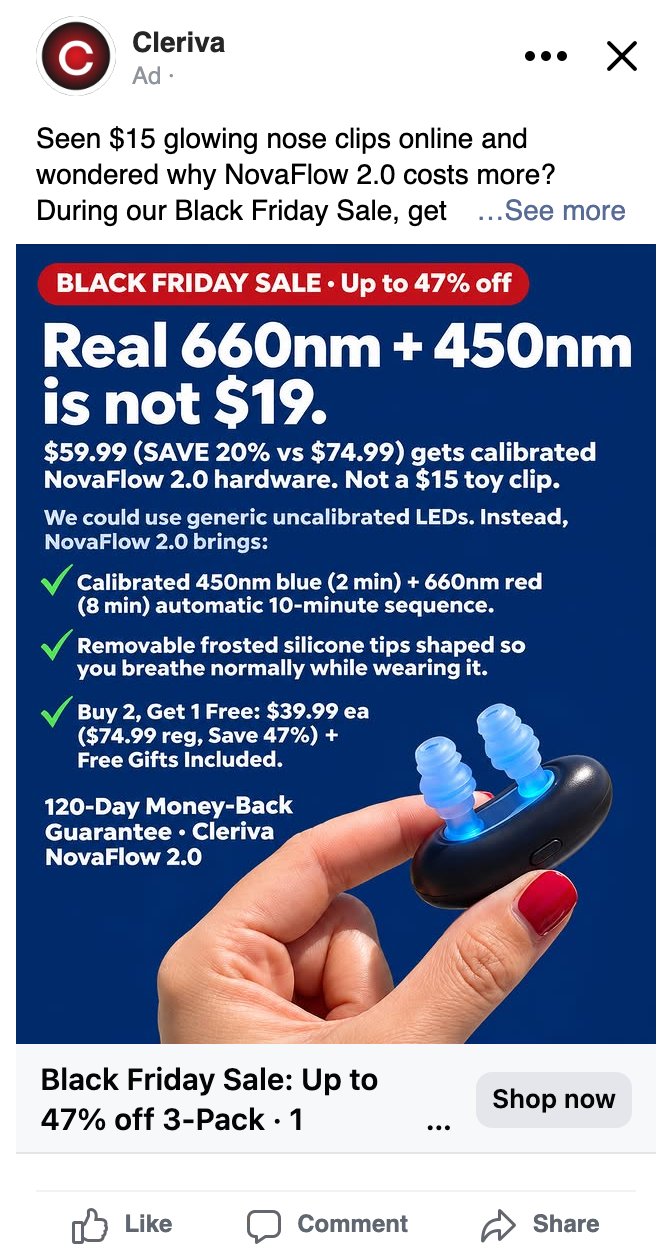 Cleriva
Ad ·
Seen $15 glowing nose clips online and
wondered why NovaFlow 2.0 costs more?
During our Black Friday Sale, get ...See more
BLACK FRIDAY SALE · Up to 47% off
Real 660nm + 450nm
is not $19.
$59.99 (SAVE 20% vs $74.99) gets calibrated
NovaFlow 2.0 hardware. Not a $15 toy clip.
We could use generic uncalibrated LEDs. Instead,
NovaFlow 2.0 brings:
Calibrated 450nm blue (2 min) + 660nm red
(8 min) automatic 10-minute sequence.
Removable frosted silicone tips shaped so
you breathe normally while wearing it.
Buy 2, Get 1 Free: $39.99 ea
($74.99 reg, Save 47%) +
Free Gifts Included.
120-Day Money-Back
Guarantee · Cleriva
NovaFlow 2.0
Black Friday Sale: Up to
47% off 3-Pack · 1 ...
Shop now
Like
Comment
Share